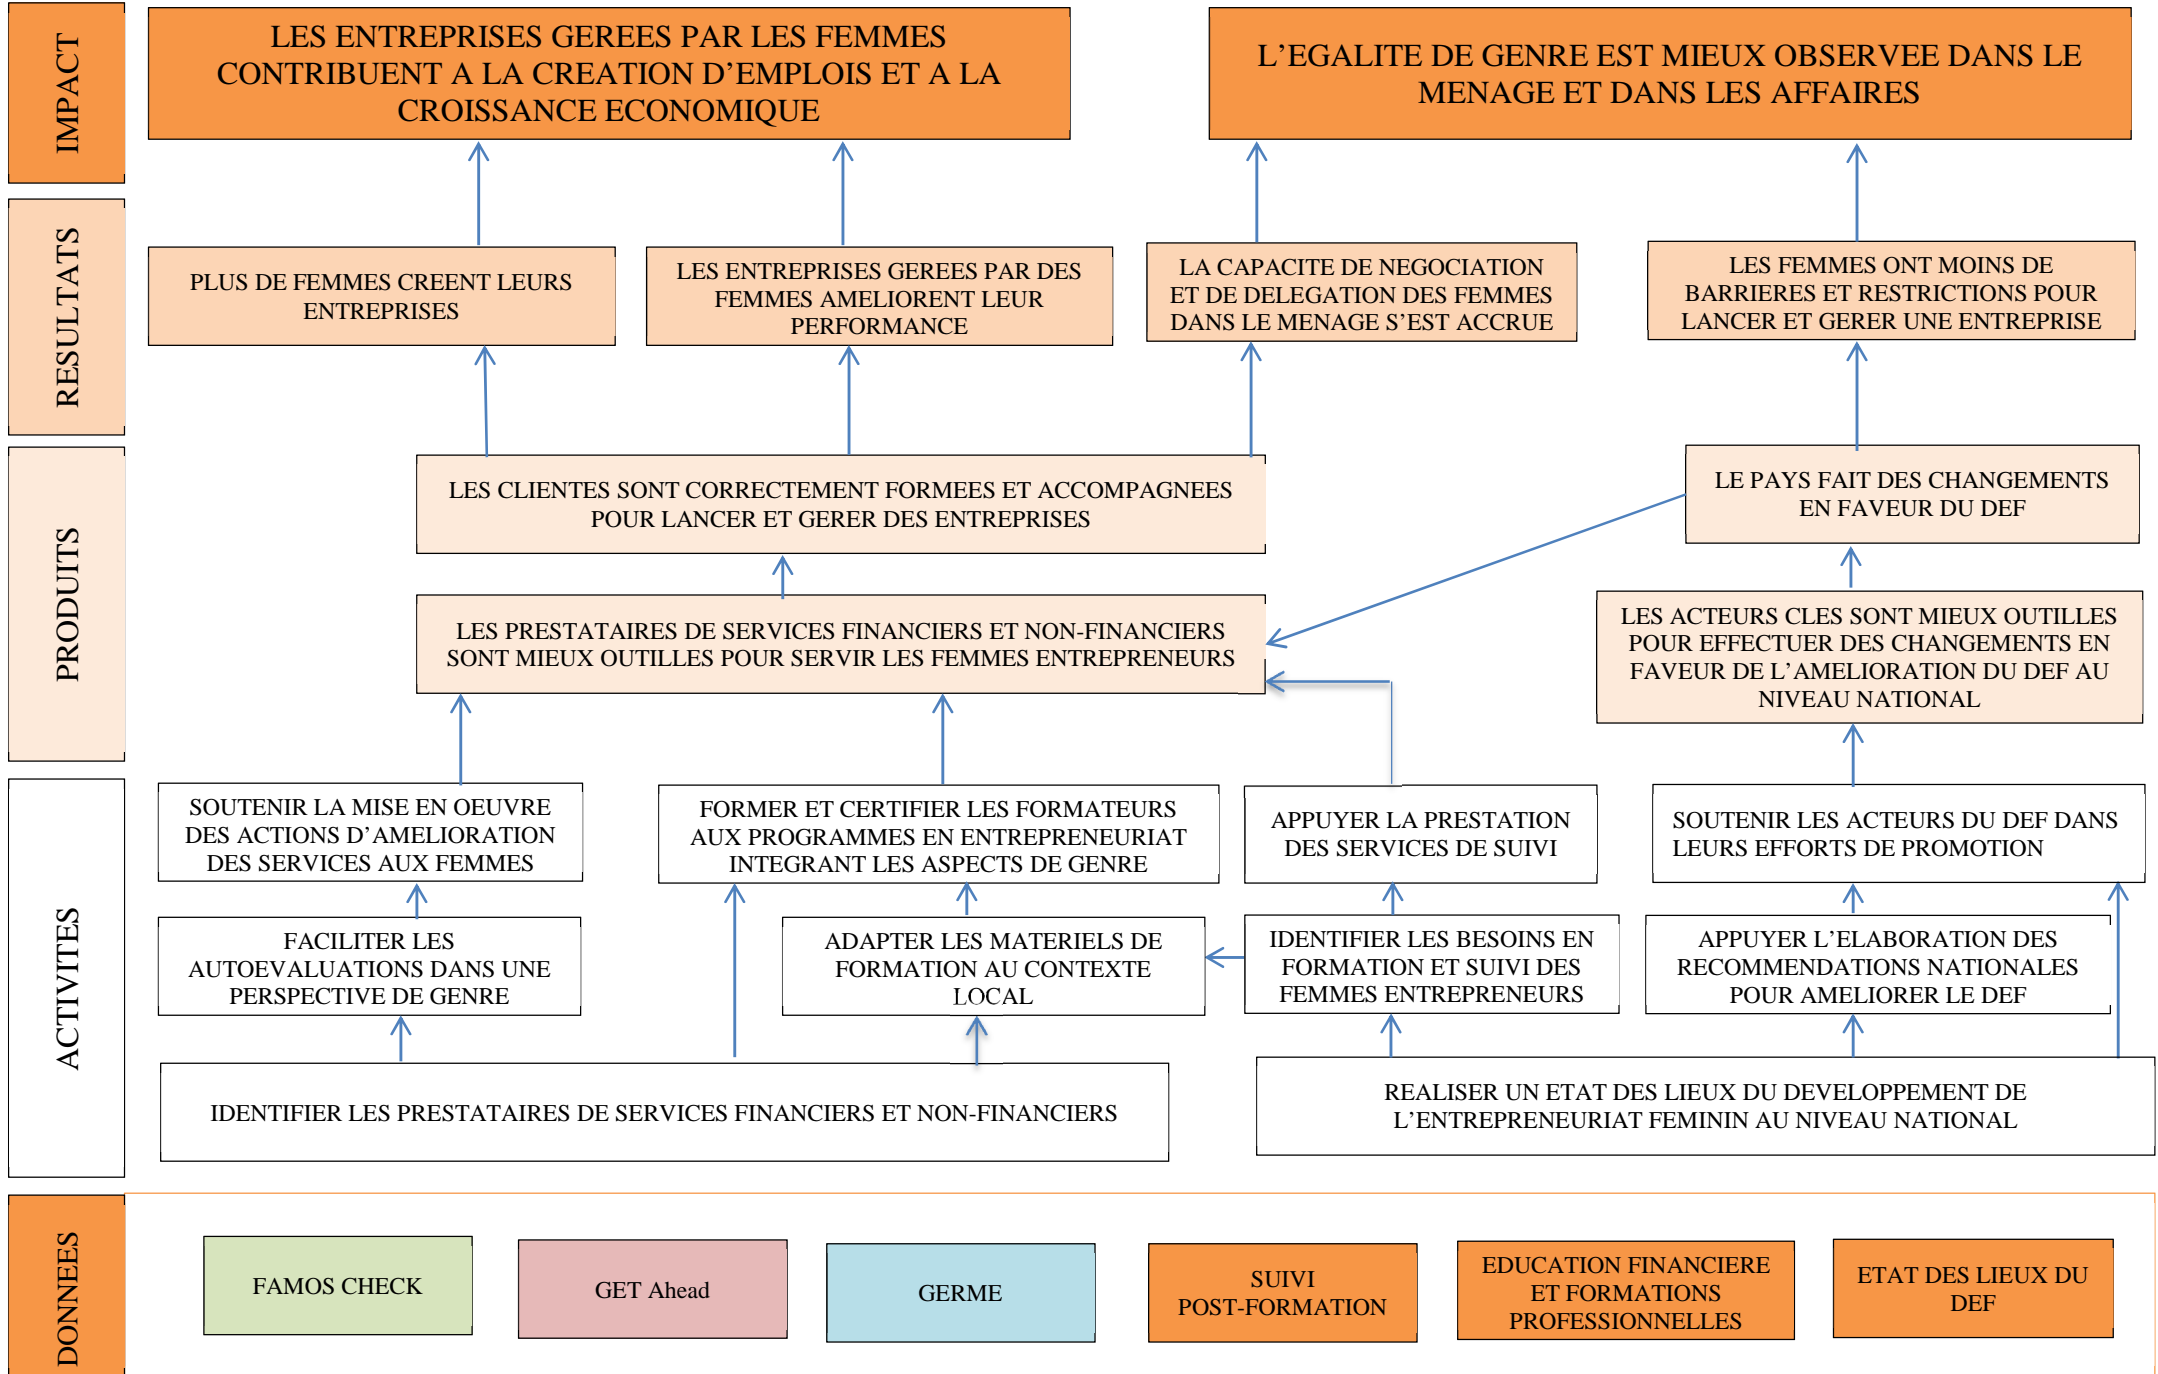 IMPACT
LES ENTREPRISES GEREES PAR LES FEMMES
CONTRIBUENT A LA CREATION D'EMPLOIS ET A LA
CROISSANCE ECONOMIQUE
L'EGALITE DE GENRE EST MIEUX OBSERVEE DANS LE
MENAGE ET DANS LES AFFAIRES
RESULTATS
PLUS DE FEMMES CREENT LEURS
ENTREPRISES
LES ENTREPRISES GEREES PAR DES
FEMMES AMELIORENT LEUR
PERFORMANCE
LA CAPACITE DE NEGOCIATION
ET DE DELEGATION DES FEMMES
DANS LE MENAGE S'EST ACCRUE
LES FEMMES ONT MOINS DE
BARRIERES ET RESTRICTIONS POUR
LANCER ET GERER UNE ENTREPRISE
PRODUITS
LES CLIENTES SONT CORRECTEMENT FORMEES ET ACCOMPAGNEES
POUR LANCER ET GERER DES ENTREPRISES
LE PAYS FAIT DES CHANGEMENTS
EN FAVEUR DU DEF
LES PRESTATAIRES DE SERVICES FINANCIERS ET NON-FINANCIERS
SONT MIEUX OUTILLES POUR SERVIR LES FEMMES ENTREPRENEURS
LES ACTEURS CLES SONT MIEUX OUTILLES
POUR EFFECTUER DES CHANGEMENTS EN
FAVEUR DE L'AMELIORATION DU DEF AU
NIVEAU NATIONAL
ACTIVITES
SOUTENIR LA MISE EN OEUVRE
DES ACTIONS D'AMELIORATION
DES SERVICES AUX FEMMES
FORMER ET CERTIFIER LES FORMATEURS
AUX PROGRAMMES EN ENTREPRENEURIAT
INTEGRANT LES ASPECTS DE GENRE
APPUYER LA PRESTATION
DES SERVICES DE SUIVI
SOUTENIR LES ACTEURS DU DEF DANS
LEURS EFFORTS DE PROMOTION
FACILITER LES
AUTOEVALUATIONS DANS UNE
PERSPECTIVE DE GENRE
ADAPTER LES MATERIELS DE
FORMATION AU CONTEXTE
LOCAL
IDENTIFIER LES BESOINS EN
FORMATION ET SUIVI DES
FEMMES ENTREPRENEURS
APPUYER L'ELABORATION DES
RECOMMENDATIONS NATIONALES
POUR AMELIORER LE DEF
IDENTIFIER LES PRESTATAIRES DE SERVICES FINANCIERS ET NON-FINANCIERS
REALISER UN ETAT DES LIEUX DU DEVELOPPEMENT DE
L'ENTREPRENEURIAT FEMININ AU NIVEAU NATIONAL
DONNEES
FAMOS CHECK
GET Ahead
GERME
SUIVI
POST-FORMATION
EDUCATION FINANCIERE
ET FORMATIONS
PROFESSIONNELLES
ETAT DES LIEUX DU
DEF